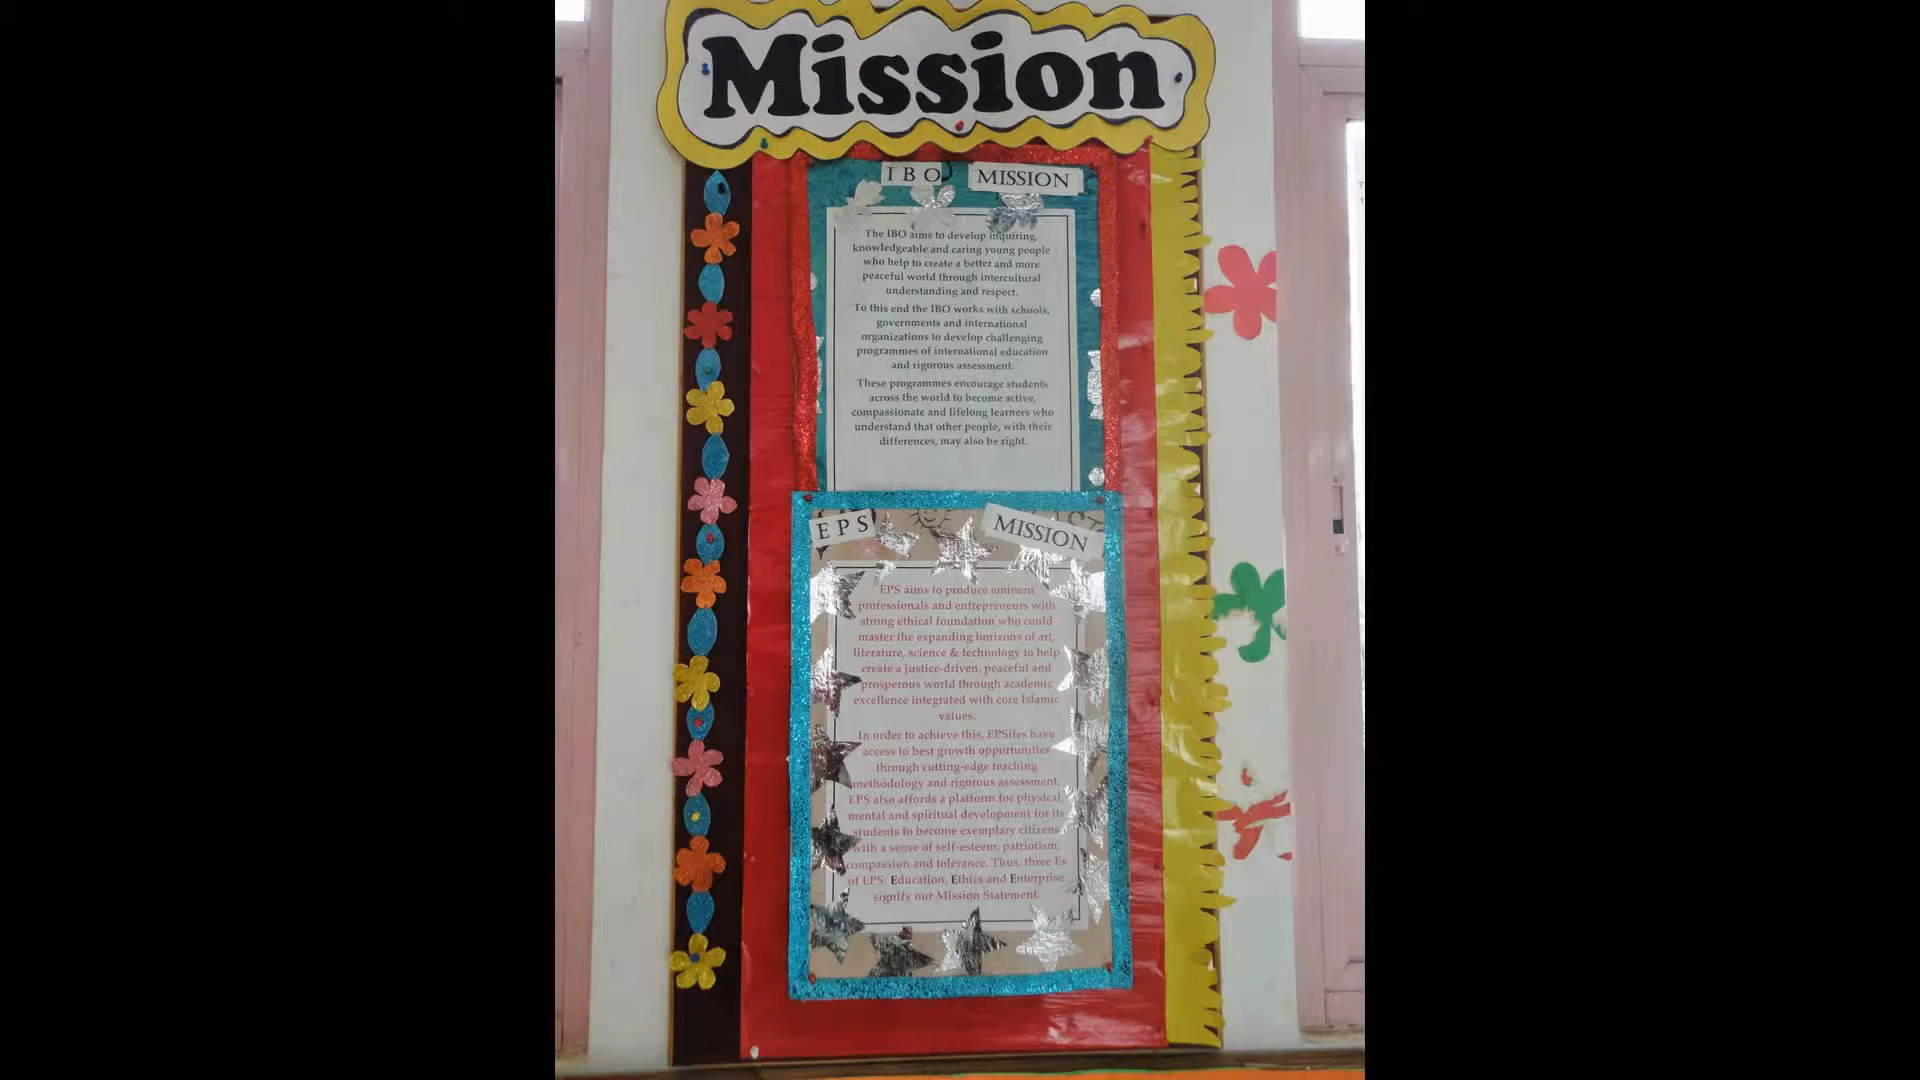 Mission
IBO MISSION
The IBO aims to develop inquiring,
knowledgeable and caring young people
who help to create a better and more
peaceful world through intercultural
understanding and respect.
To this end the IBO works with schools,
governments and international
organizations to develop challenging
programmes of international education
and rigorous assessment.
These programmes encourage students
across the world to become active,
compassionate and lifelong learners who
understand that other people, with their
differences, may also be right.
EPS MISSION
EPS aims to produce eminent
professionals and entrepreneurs with
strong ethical foundation who could
master the expanding horizons of art,
literature, science & technology to help
create a justice-driven, peaceful and
prosperous world through academic
excellence integrated with core Islamic
values.
In order to achieve this, EPSites have
access to best growth opportunities
through cutting-edge teaching
methodology and rigorous assessment.
EPS also affords a platform for physical,
mental and spiritual development for its
students to become exemplary citizens
with a sense of self-esteem, patriotism,
compassion and tolerance. Thus, three Es
of EPS: Education, Ethics and Enterprise
signify our Mission Statement.